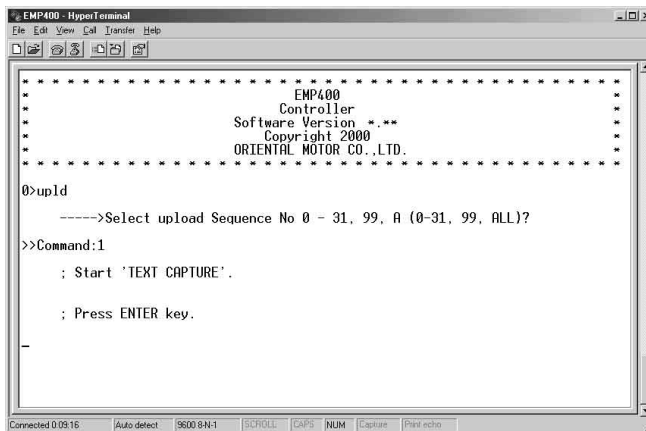 EMP400 - HyperTerminal
File Edit View Call Transfer Help
* * * * * * * * * * * * * * * * * * * * * * * * * * * * * * * * * * * * * * * *
* EMP400 *
* Controller *
* Software Version *.** *
* Copyright 2000 *
* ORIENTAL MOTOR CO.,LTD. *
* * * * * * * * * * * * * * * * * * * * * * * * * * * * * * * * * * * * * * * *
0>upld
----->Select upload Sequence No 0 - 31, 99, A (0-31, 99, ALL)?
>>Command:1
; Start 'TEXT CAPTURE'.
; Press ENTER key.
_
Connected 0:09:16 Auto detect 9600 8-N-1 SCROLL CAPS NUM Capture Print echo